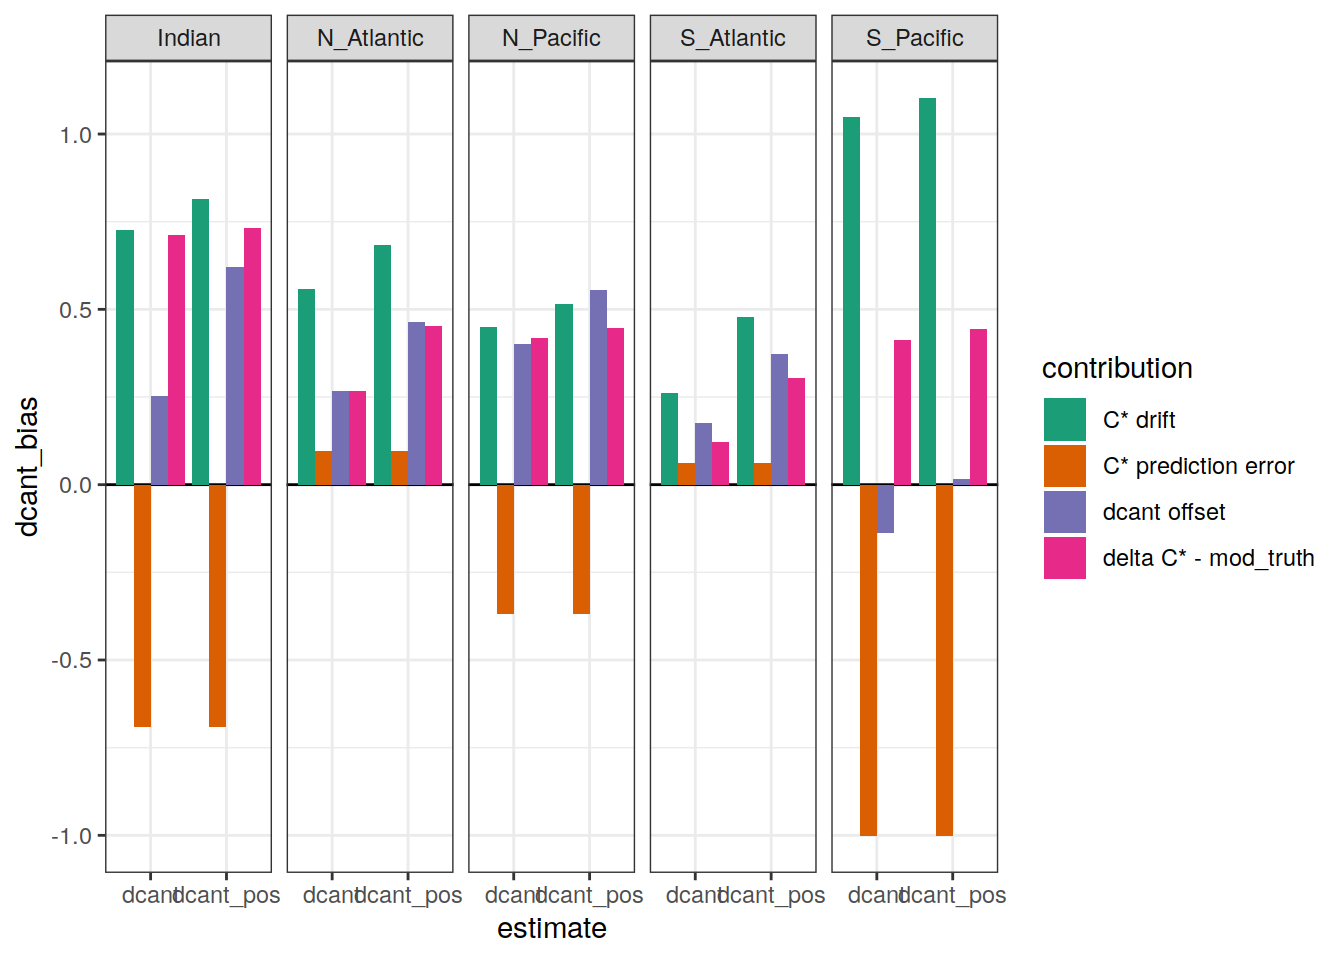 Indian
N_Atlantic
N_Pacific
S_Atlantic
S_Pacific
dcant_bias
1.0
0.5
0.0
-0.5
-1.0
dcant
dcant_pos
dcant
dcant_pos
dcant
dcant_pos
dcant
dcant_pos
dcant
dcant_pos
estimate
contribution
C* drift
C* prediction error
dcant offset
delta C* - mod_truth